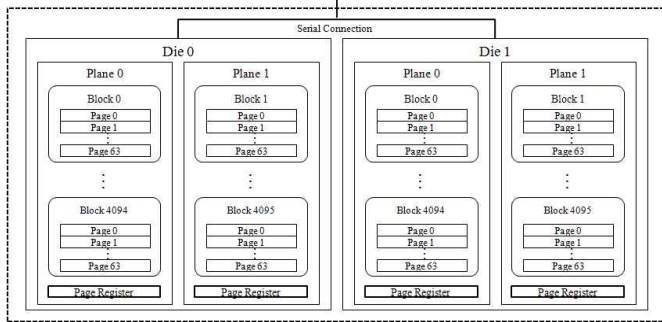 Serial Connection
Die 0
Die 1
Plane 0
Plane 1
Plane 0
Plane 1
Block 0
Block 1
Block 0
Block 1
Page 0
Page 0
Page 0
Page 0
Page 1
Page 1
Page 1
Page 1
Page 63
Page 63
Page 63
Page 63
Block 4094
Block 4095
Block 4094
Block 4095
Page 0
Page 0
Page 0
Page 0
Page 1
Page 1
Page 1
Page 1
Page 63
Page 63
Page 63
Page 63
Page Register
Page Register
Page Register
Page Register